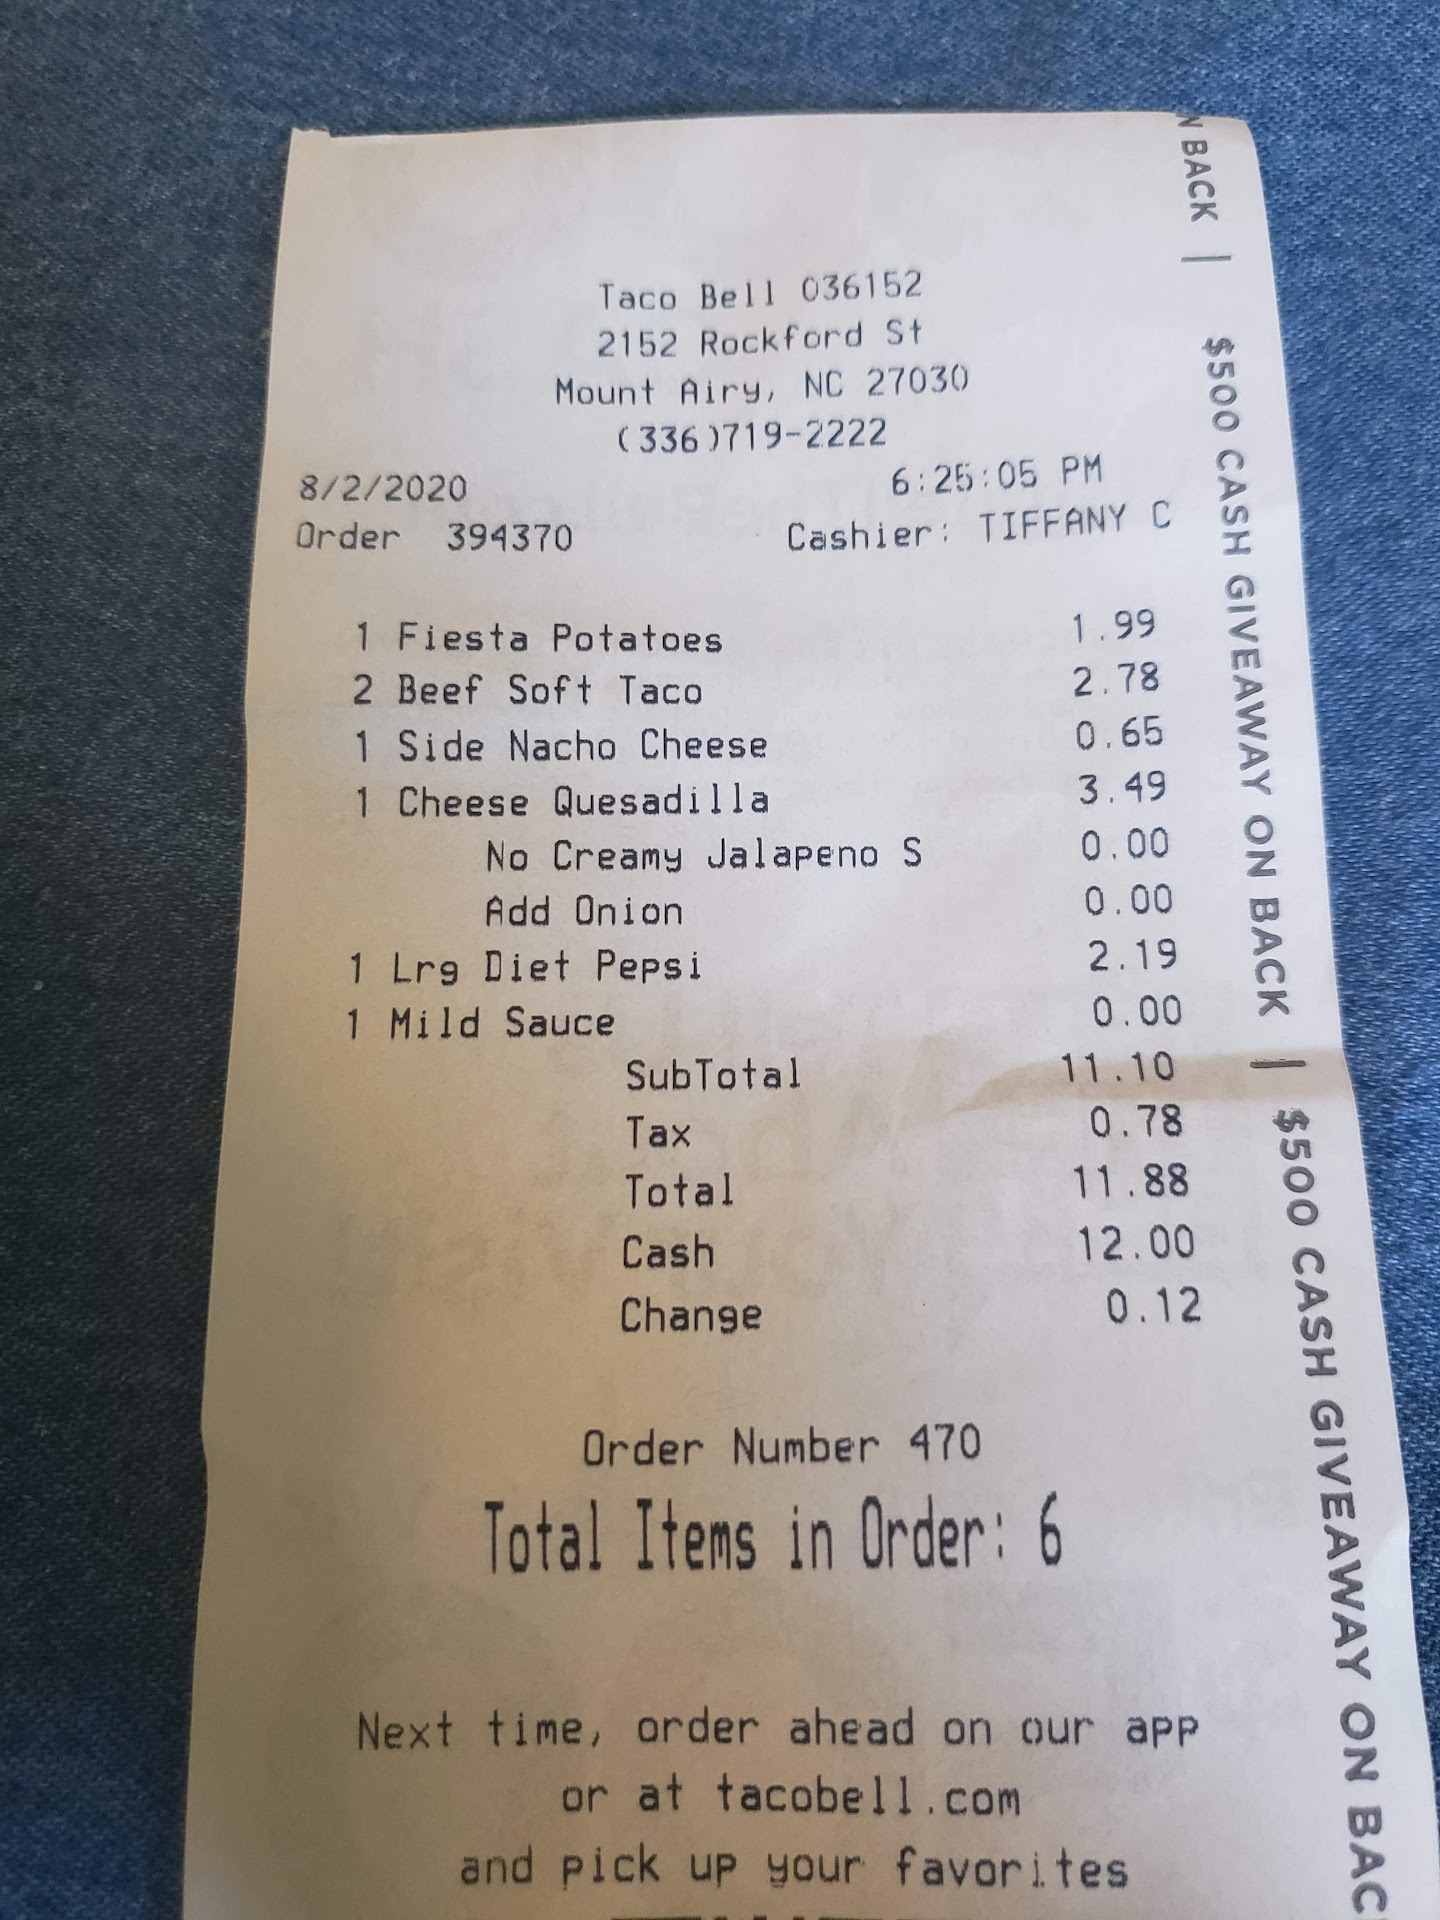 Taco Bell 036152
2152 Rockford St
Mount Airy, NC 27030
(336)719-2222
8/2/2020 6:25:05 PM
Order 394370 Cashier: TIFFANY C
1 Fiesta Potatoes 1.99
2 Beef Soft Taco 2.78
1 Side Nacho Cheese 0.65
1 Cheese Quesadilla 3.49
No Creamy Jalapeno S 0.00
Add Onion 0.00
1 Lrg Diet Pepsi 2.19
1 Mild Sauce 0.00
SubTotal 11.10
Tax 0.78
Total 11.88
Cash 12.00
Change 0.12
Order Number 470
Total Items in Order: 6
Next time, order ahead on our app
or at tacobell.com
and pick up your favorites
N BACK | $500 CASH GIVEAWAY ON BACK | $500 CASH GIVEAWAY ON BAC